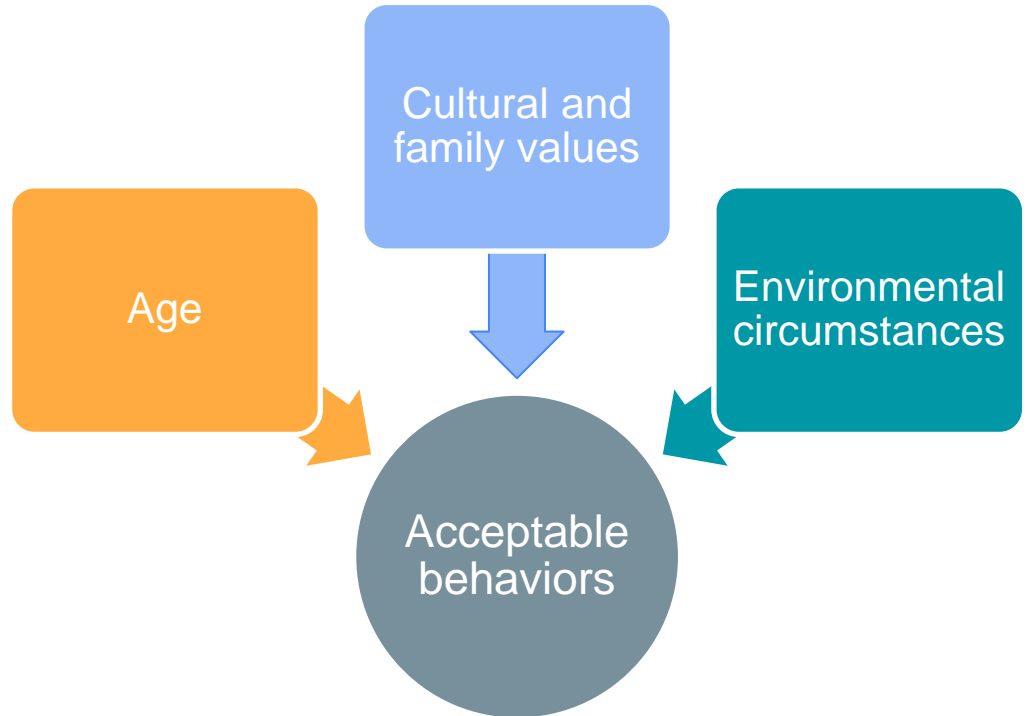 Cultural and
family values
Age
Environmental
circumstances
Acceptable
behaviors